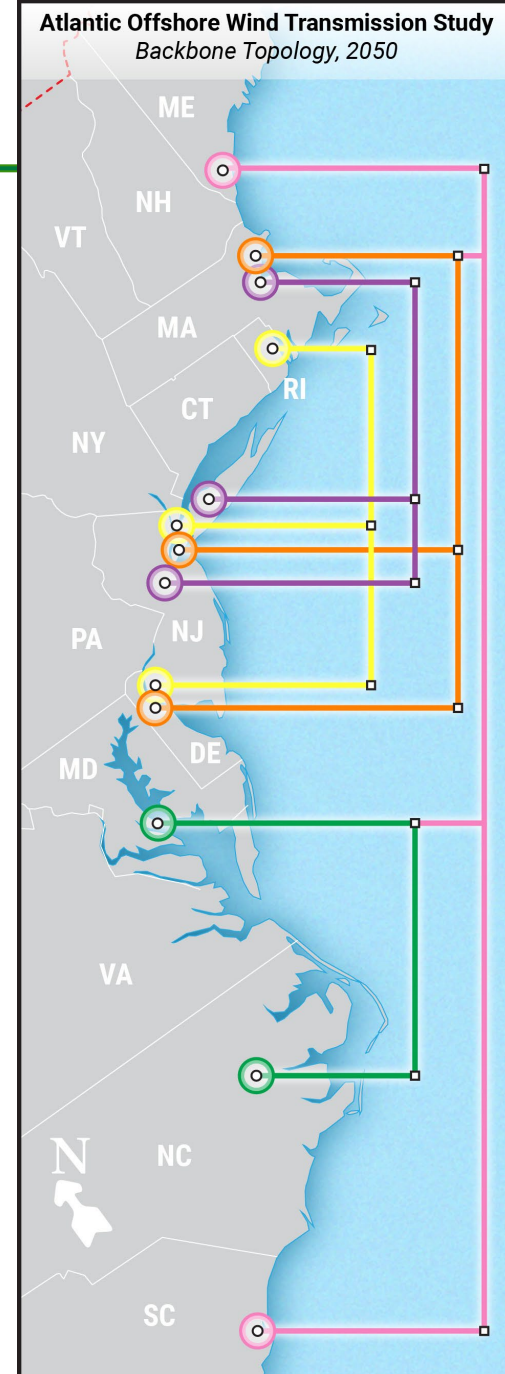 Atlantic Offshore Wind Transmission Study
Backbone Topology, 2050
ME
NH
VT
MA
RI
CT
NY
NJ
PA
DE
MD
VA
N
NC
SC